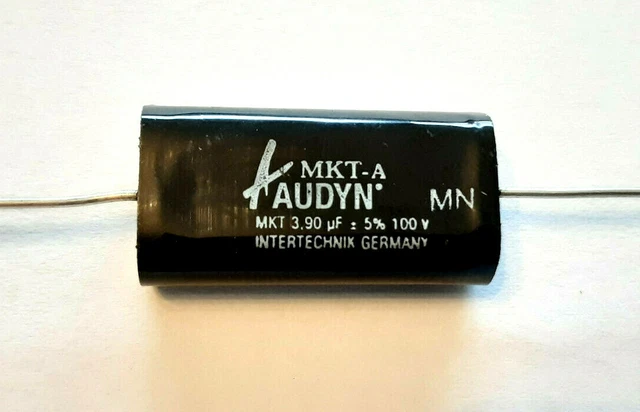 MKT-A
AUDYN®
MN
MKT 3,90 µF ± 5% 100 V
INTERTECHNIK GERMANY